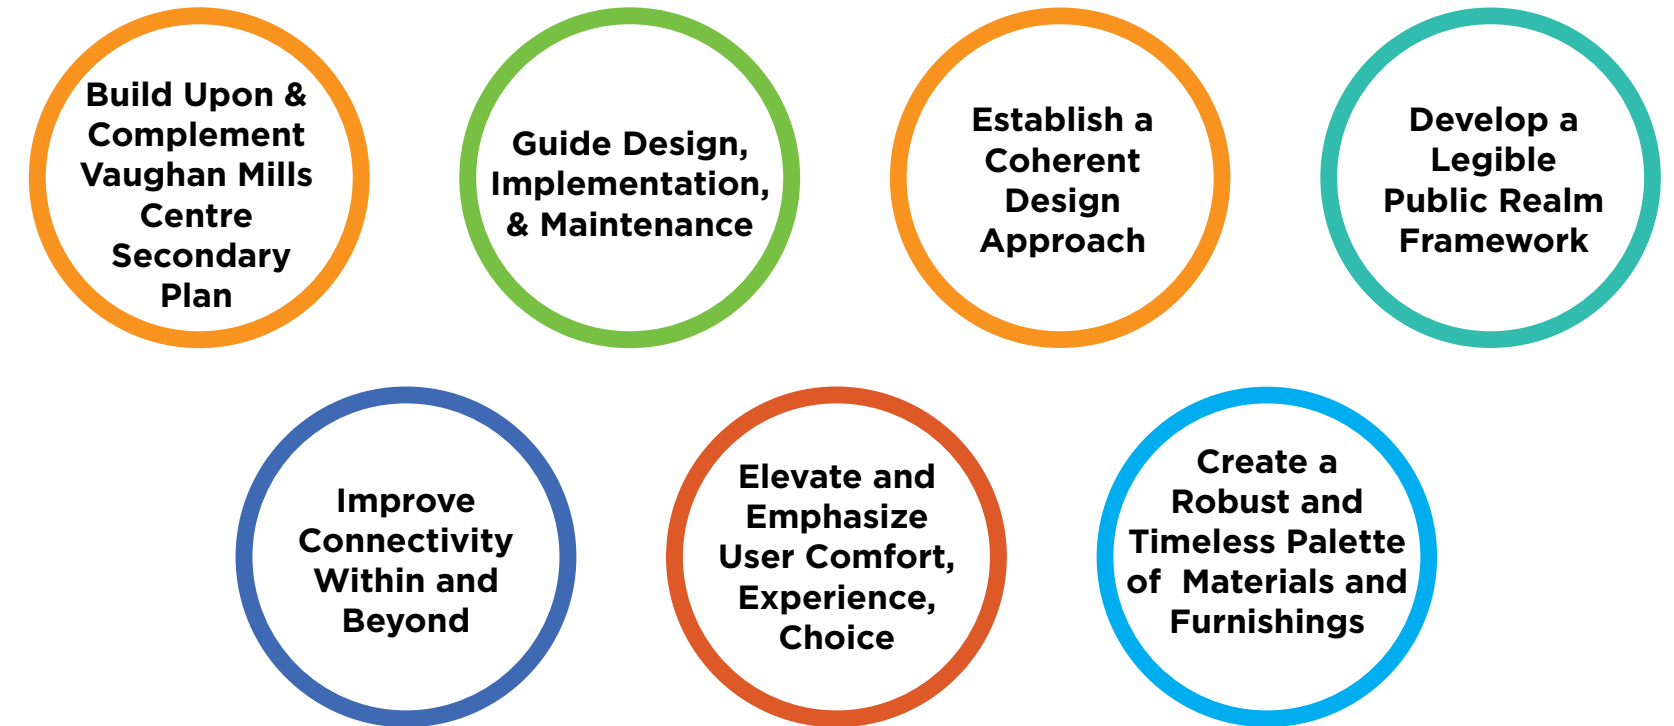 Build Upon &
Complement
Vaughan Mills
Centre
Secondary
Plan
Guide Design,
Implementation,
& Maintenance
Establish a
Coherent
Design
Approach
Develop a
Legible
Public Realm
Framework
Improve
Connectivity
Within and
Beyond
Elevate and
Emphasize
User Comfort,
Experience,
Choice
Create a
Robust and
Timeless Palette
of  Materials and
Furnishings